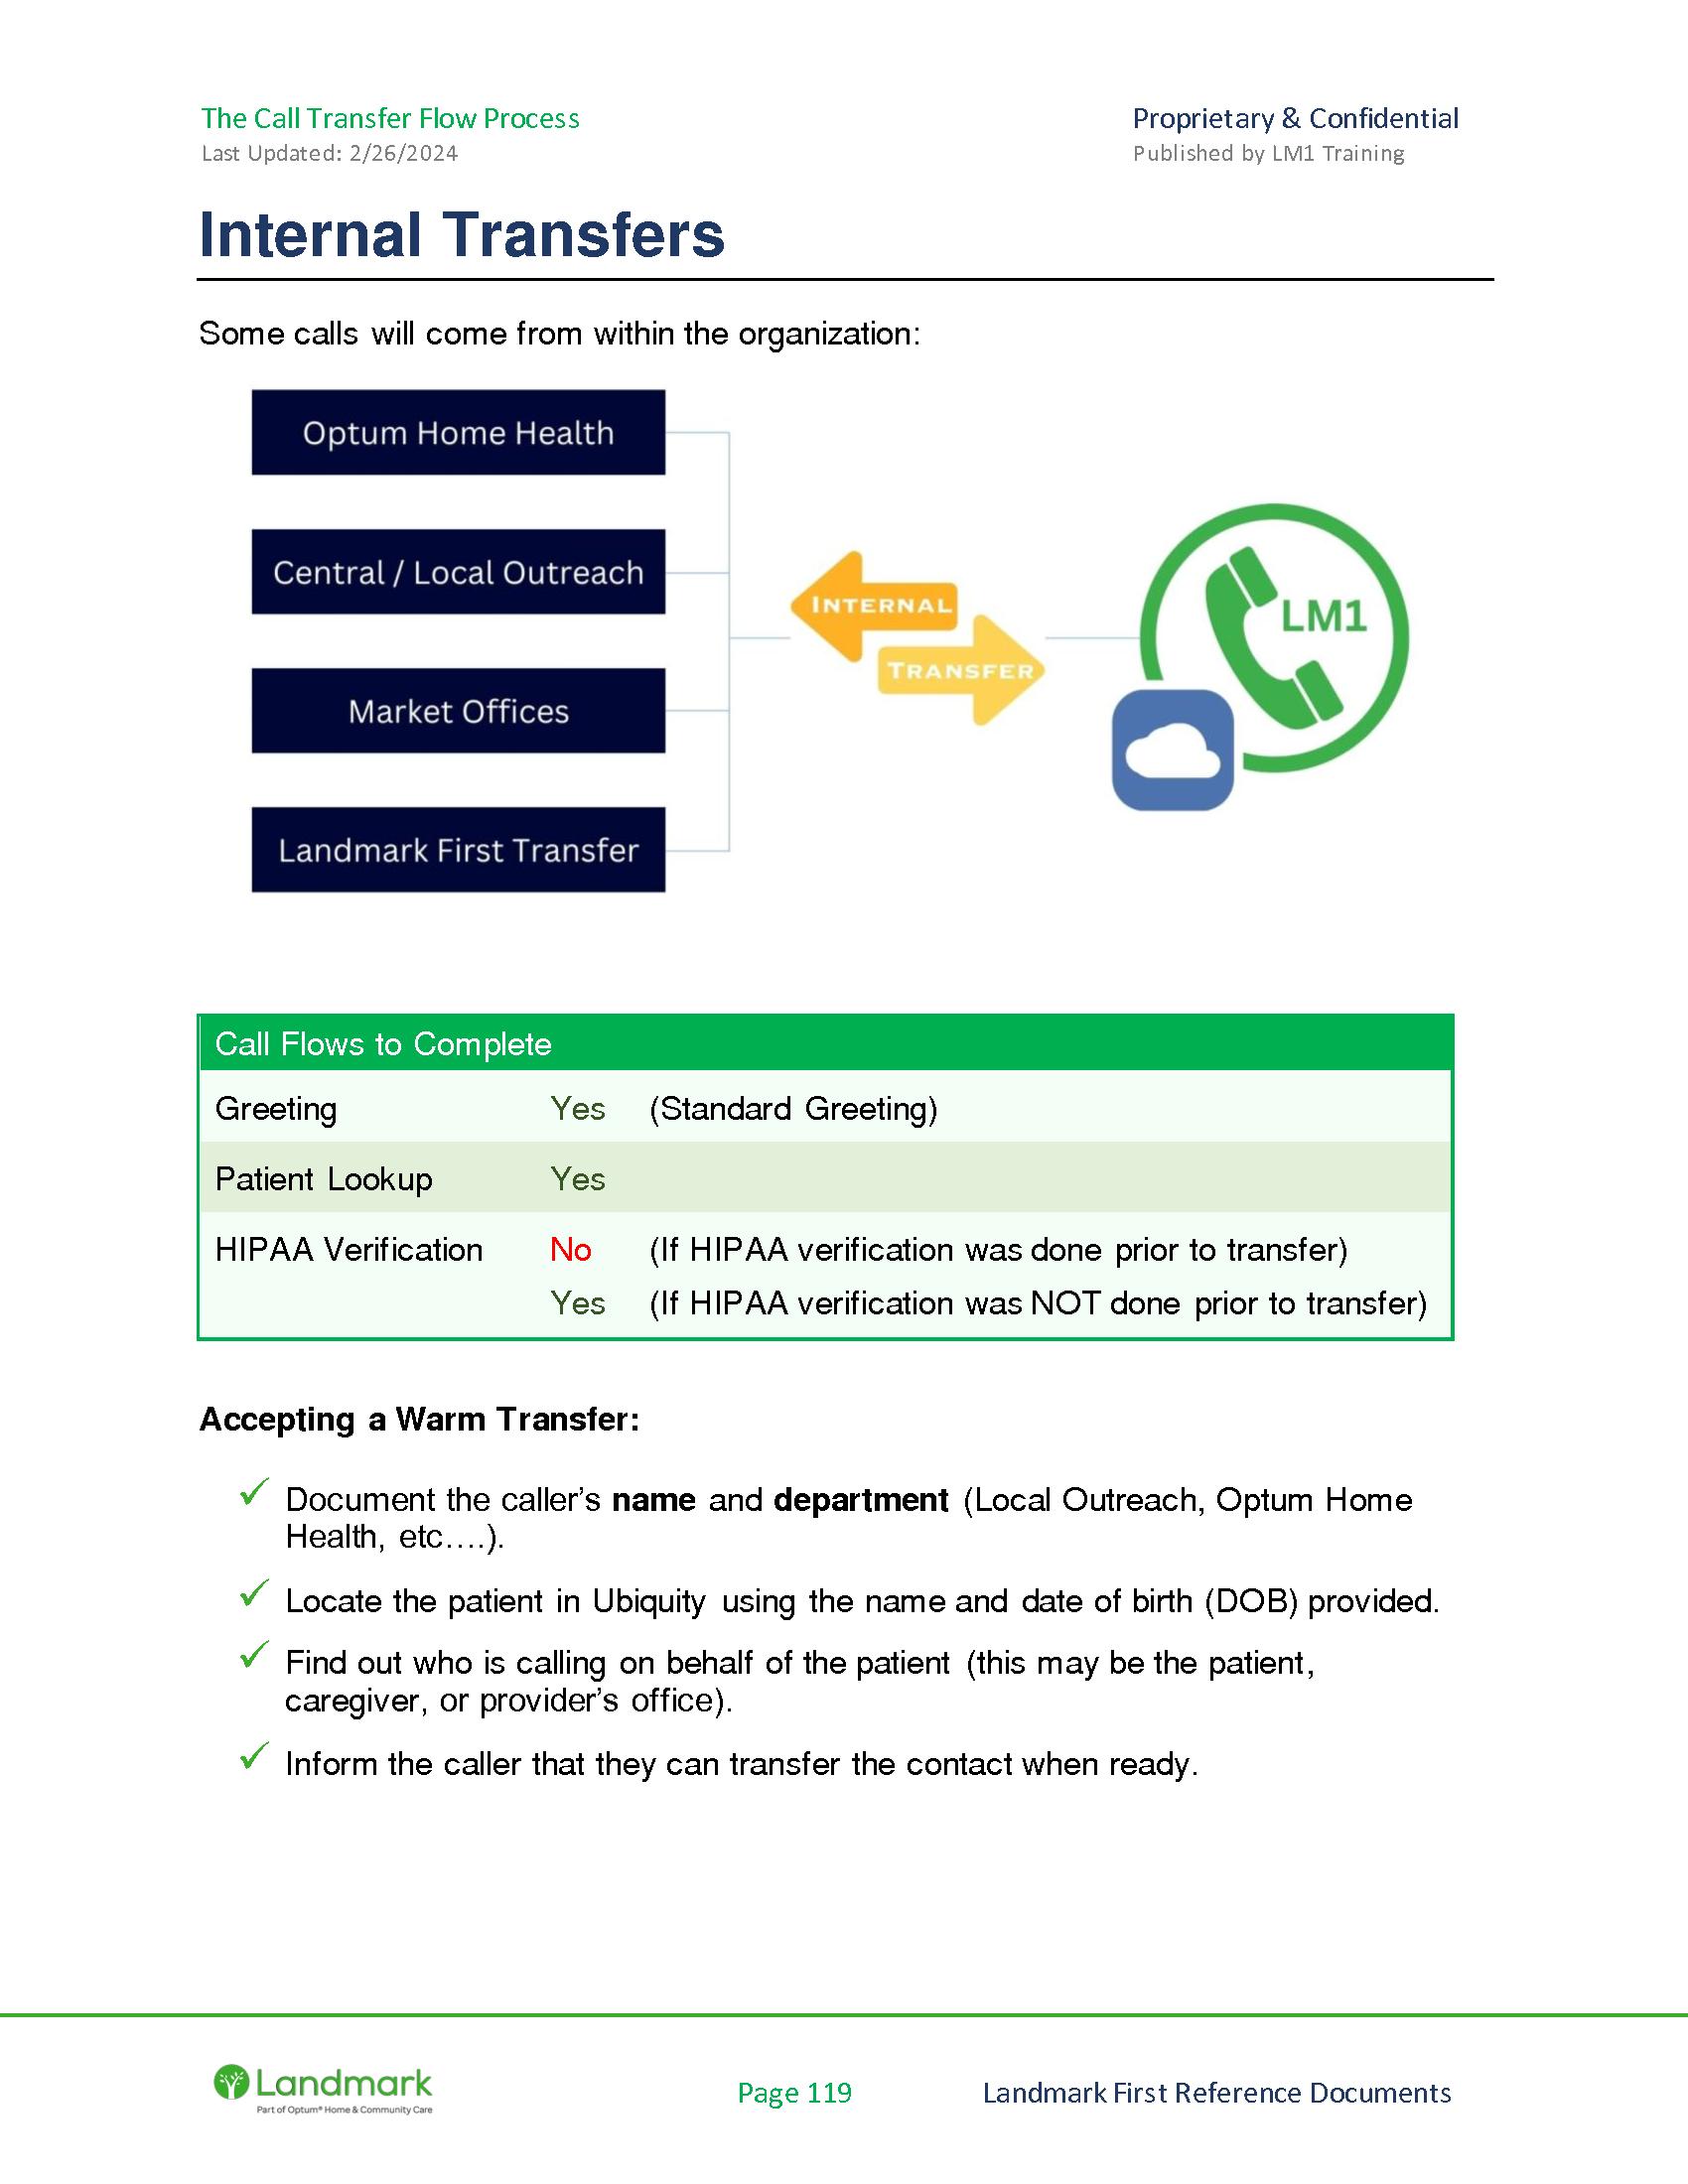 The Call Transfer Flow Process
Proprietary & Confidential
Last Updated: 2/26/2024
Published by LM1 Training
Internal Transfers
Some calls will come from within the organization:
Optum Home Health
Central / Local Outreach
Market Offices
Landmark First Transfer
INTERNAL
TRANSFER
LM1
Call Flows to Complete
Greeting Yes (Standard Greeting)
Patient Lookup Yes
HIPAA Verification No (If HIPAA verification was done prior to transfer)
Yes (If HIPAA verification was NOT done prior to transfer)
Accepting a Warm Transfer:
✓ Document the caller’s name and department (Local Outreach, Optum Home
Health, etc….).
✓ Locate the patient in Ubiquity using the name and date of birth (DOB) provided.
✓ Find out who is calling on behalf of the patient (this may be the patient,
caregiver, or provider’s office).
✓ Inform the caller that they can transfer the contact when ready.
Landmark
Part of Optum® Home & Community Care
Page 119
Landmark First Reference Documents